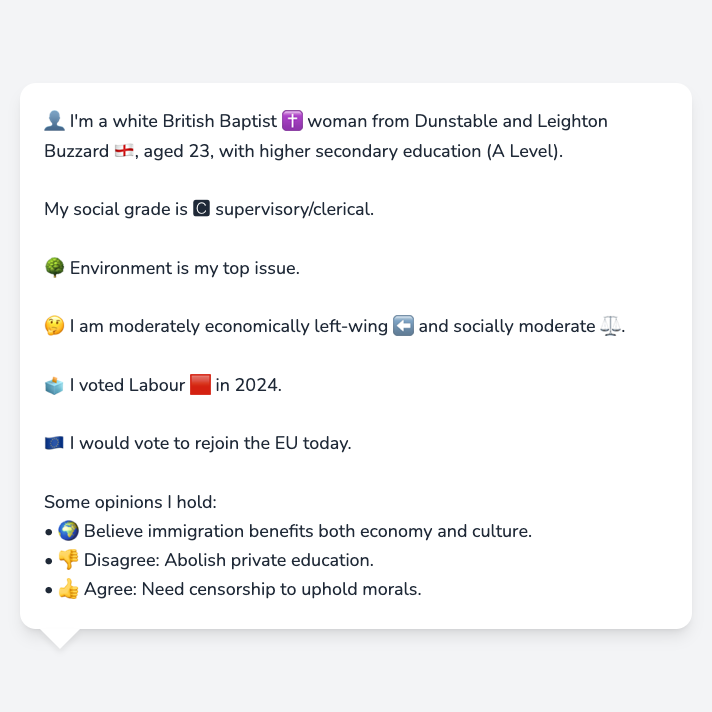 👤 I'm a white British Baptist ✝️ woman from Dunstable and Leighton
Buzzard 🏴󠁧󠁢󠁥󠁮󠁧󠁿, aged 23, with higher secondary education (A Level).
My social grade is 🅲 supervisory/clerical.
🌳 Environment is my top issue.
🤔 I am moderately economically left-wing ⬅️ and socially moderate ⚖️.
🗳️ I voted Labour 🟥 in 2024.
🇪🇺 I would vote to rejoin the EU today.
Some opinions I hold:
• 🌍 Believe immigration benefits both economy and culture.
• 👎 Disagree: Abolish private education.
• 👍 Agree: Need censorship to uphold morals.